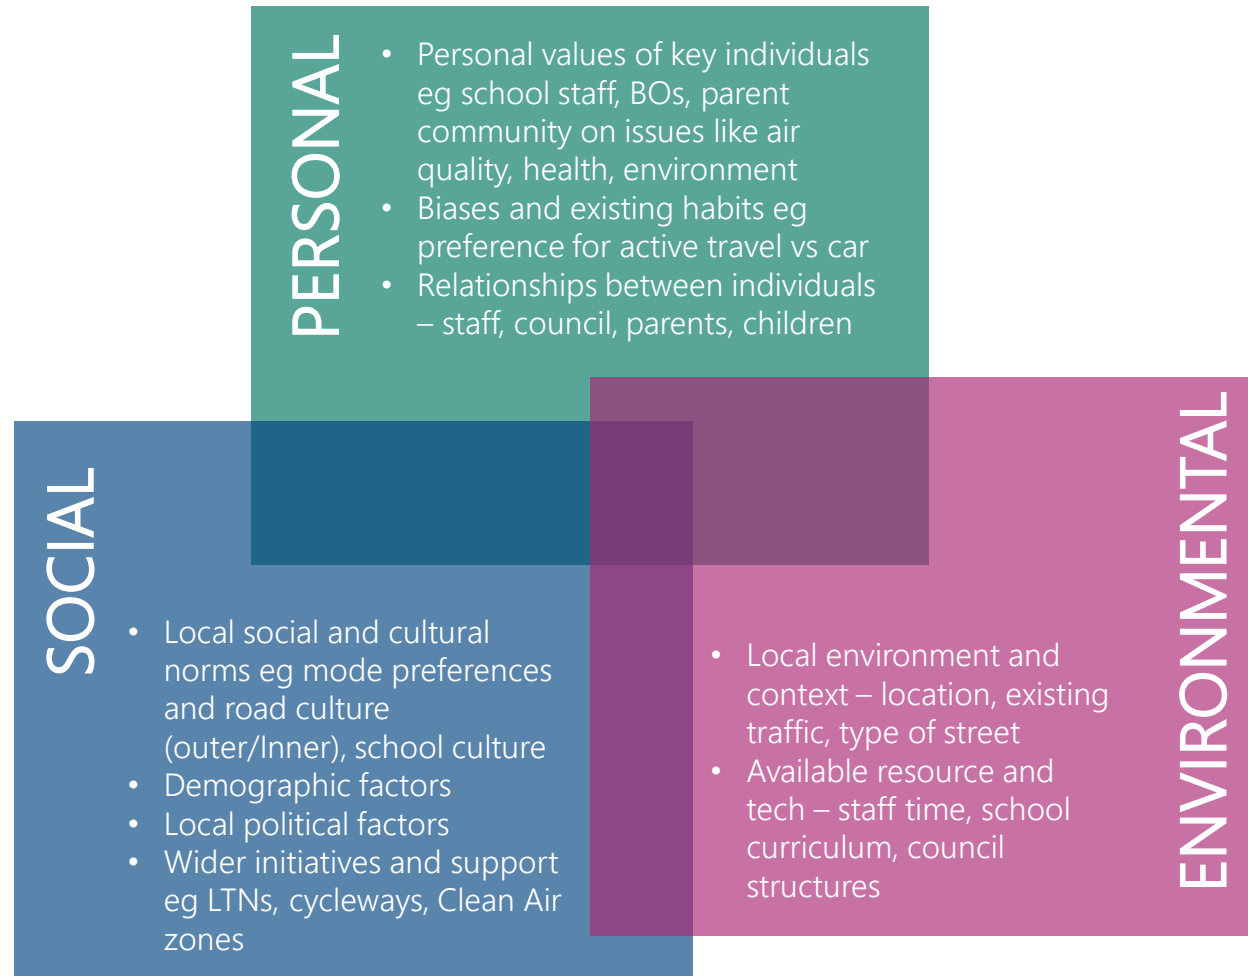 PERSONAL
• Personal values of key individuals
eg school staff, BOs, parent
community on issues like air
quality, health, environment
• Biases and existing habits eg
preference for active travel vs car
• Relationships between individuals
– staff, council, parents, children
SOCIAL
• Local social and cultural
norms eg mode preferences
and road culture
(outer/Inner), school culture
• Demographic factors
• Local political factors
• Wider initiatives and support
eg LTNs, cycleways, Clean Air
zones
ENVIRONMENTAL
• Local environment and
context – location, existing
traffic, type of street
• Available resource and
tech – staff time, school
curriculum, council
structures